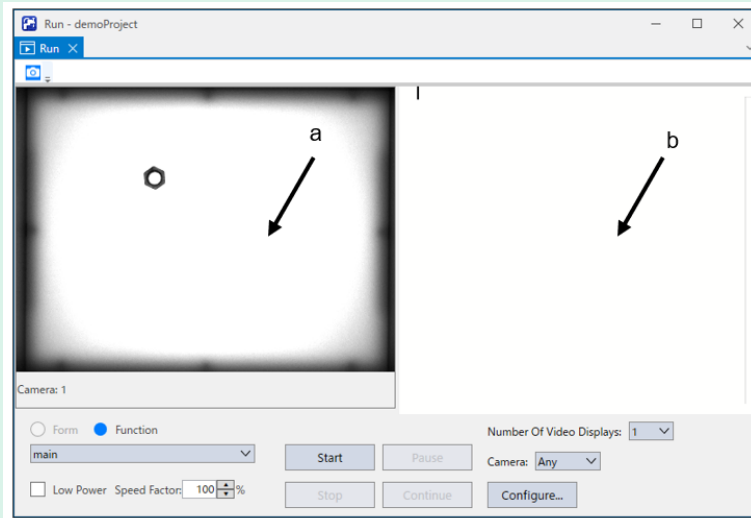 Run - demoProject
Run
a
b
Camera: 1
Form Function
Number Of Video Displays: 1
main
Start Pause
Camera: Any
Low Power Speed Factor: 100 %
Stop Continue
Configure...